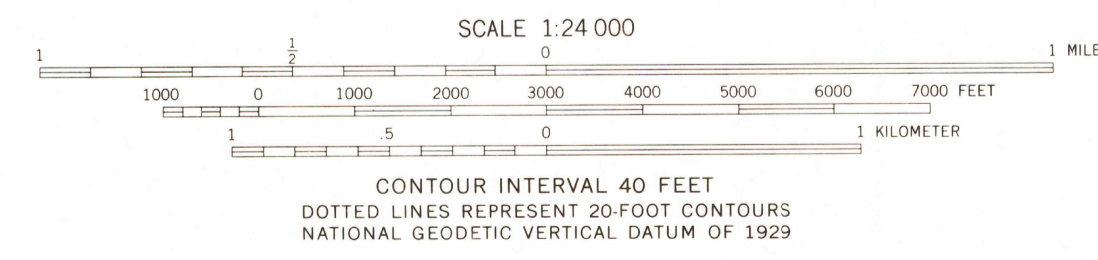 SCALE 1:24 000
1 1/2 0 1 MILE
1000 0 1000 2000 3000 4000 5000 6000 7000 FEET
1 .5 0 1 KILOMETER
CONTOUR INTERVAL 40 FEET
DOTTED LINES REPRESENT 20-FOOT CONTOURS
NATIONAL GEODETIC VERTICAL DATUM OF 1929